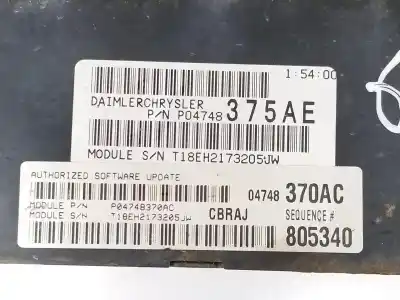 1:54:00
DAIMLERCHRYSLER
P/N P04748 375AE
MODULE S/N T18EH2173205JW
AUTHORIZED SOFTWARE UPDATE
04748 370AC
MODULE P/N P04748370AC
MODULE S/N T18EH2173205JW
CBRAJ
SEQUENCE #
805340